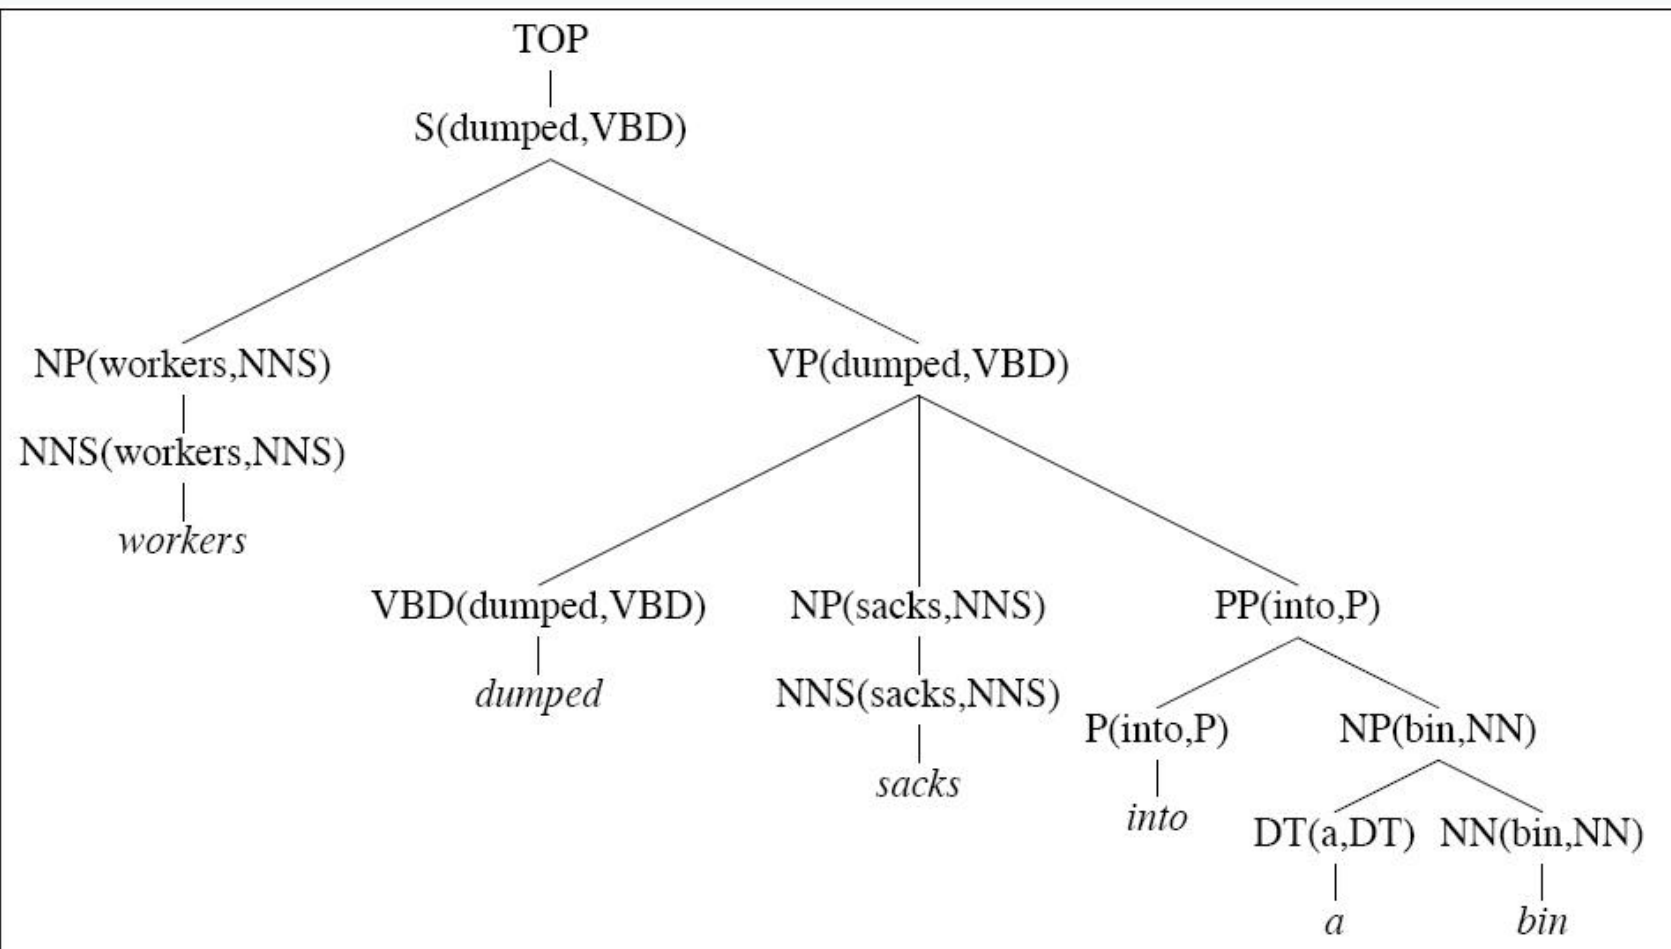 TOP
S(dumped,VBD)
NP(workers,NNS) VP(dumped,VBD)
NNS(workers,NNS)
workers
VBD(dumped,VBD) NP(sacks,NNS) PP(into,P)
dumped NNS(sacks,NNS)
P(into,P) NP(bin,NN)
sacks
into
DT(a,DT) NN(bin,NN)
a bin